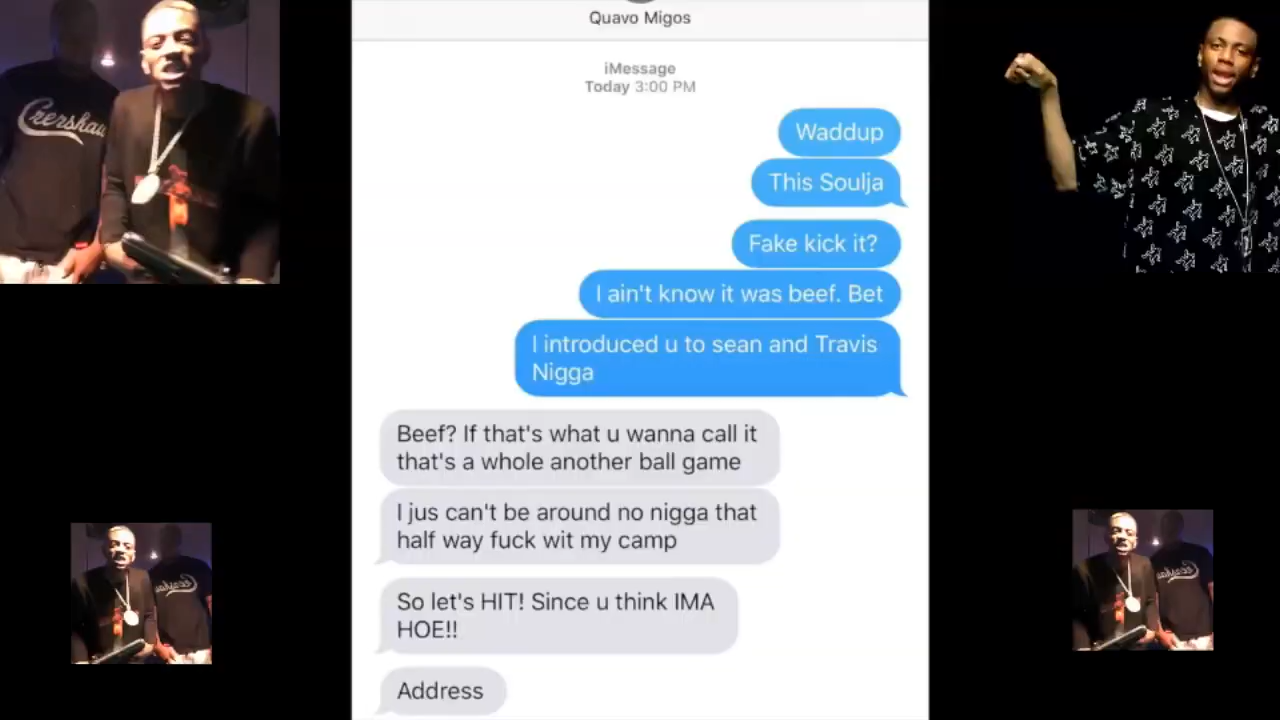 Quavo Migos
iMessage
Today 3:00 PM
Waddup
This Soulja
Fake kick it?
I ain't know it was beef. Bet
I introduced u to sean and Travis
Nigga
Beef? If that's what u wanna call it
that's a whole another ball game
I jus can't be around no nigga that
half way fuck wit my camp
So let's HIT! Since u think IMA
HOE!!
Address
Crenshaw